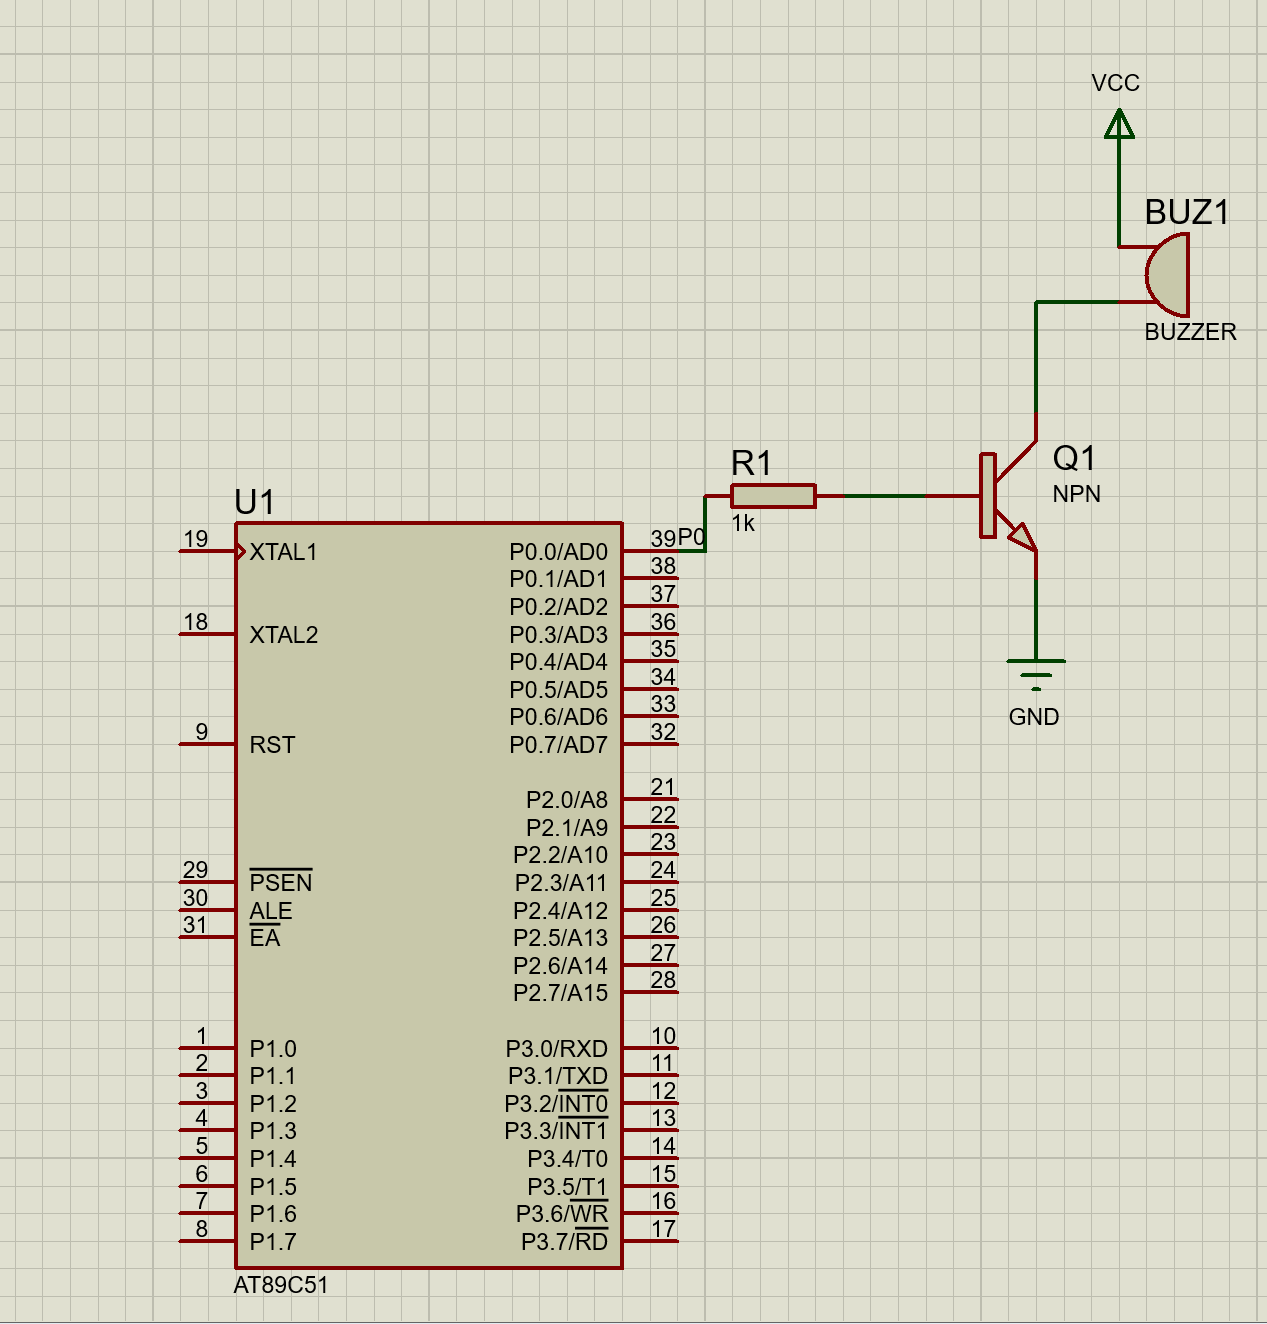 VCC
BUZ1
BUZZER
R1
1k
Q1
NPN
GND
U1
19 XTAL1 P0.0/AD0 39 P0
P0.1/AD1 38
P0.2/AD2 37
18 XTAL2 P0.3/AD3 36
P0.4/AD4 35
P0.5/AD5 34
P0.6/AD6 33
9 RST P0.7/AD7 32
P2.0/A8 21
P2.1/A9 22
P2.2/A10 23
29 PSEN P2.3/A11 24
30 ALE P2.4/A12 25
31 EA P2.5/A13 26
P2.6/A14 27
P2.7/A15 28
1 P1.0 P3.0/RXD 10
2 P1.1 P3.1/TXD 11
3 P1.2 P3.2/INT0 12
4 P1.3 P3.3/INT1 13
5 P1.4 P3.4/T0 14
6 P1.5 P3.5/T1 15
7 P1.6 P3.6/WR 16
8 P1.7 P3.7/RD 17
AT89C51